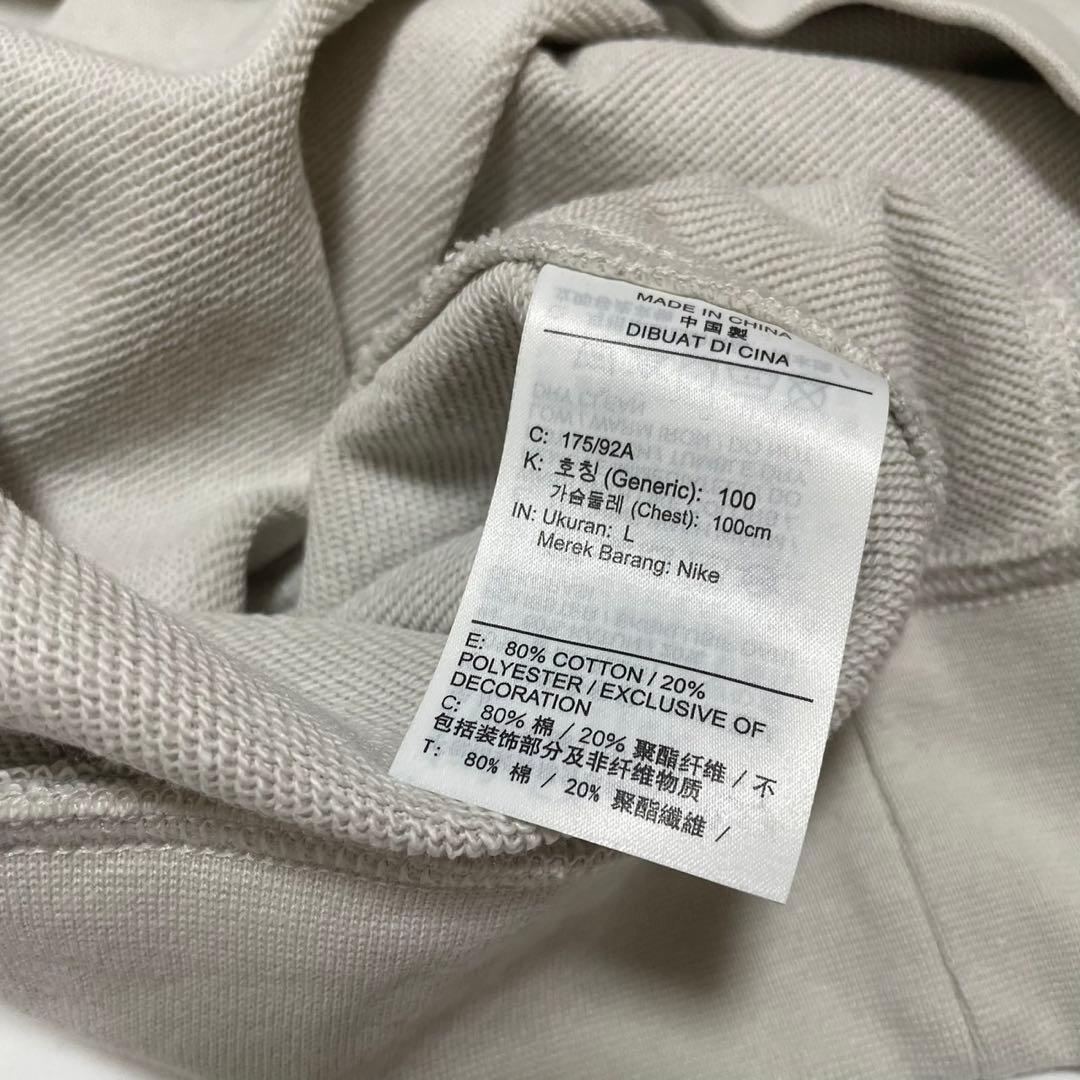 MADE IN CHINA
中国製
DIBUAT DI CINA
C: 175/92A
K: 호칭 (Generic): 100
가슴둘레 (Chest): 100cm
IN: Ukuran: L
Merek Barang: Nike
E: 80% COTTON / 20%
POLYESTER / EXCLUSIVE OF
DECORATION
C: 80% 棉 / 20% 聚酯纤维 / 不
包括装饰部分及非纤维物质
T: 80% 棉 / 20% 聚酯纖維 /